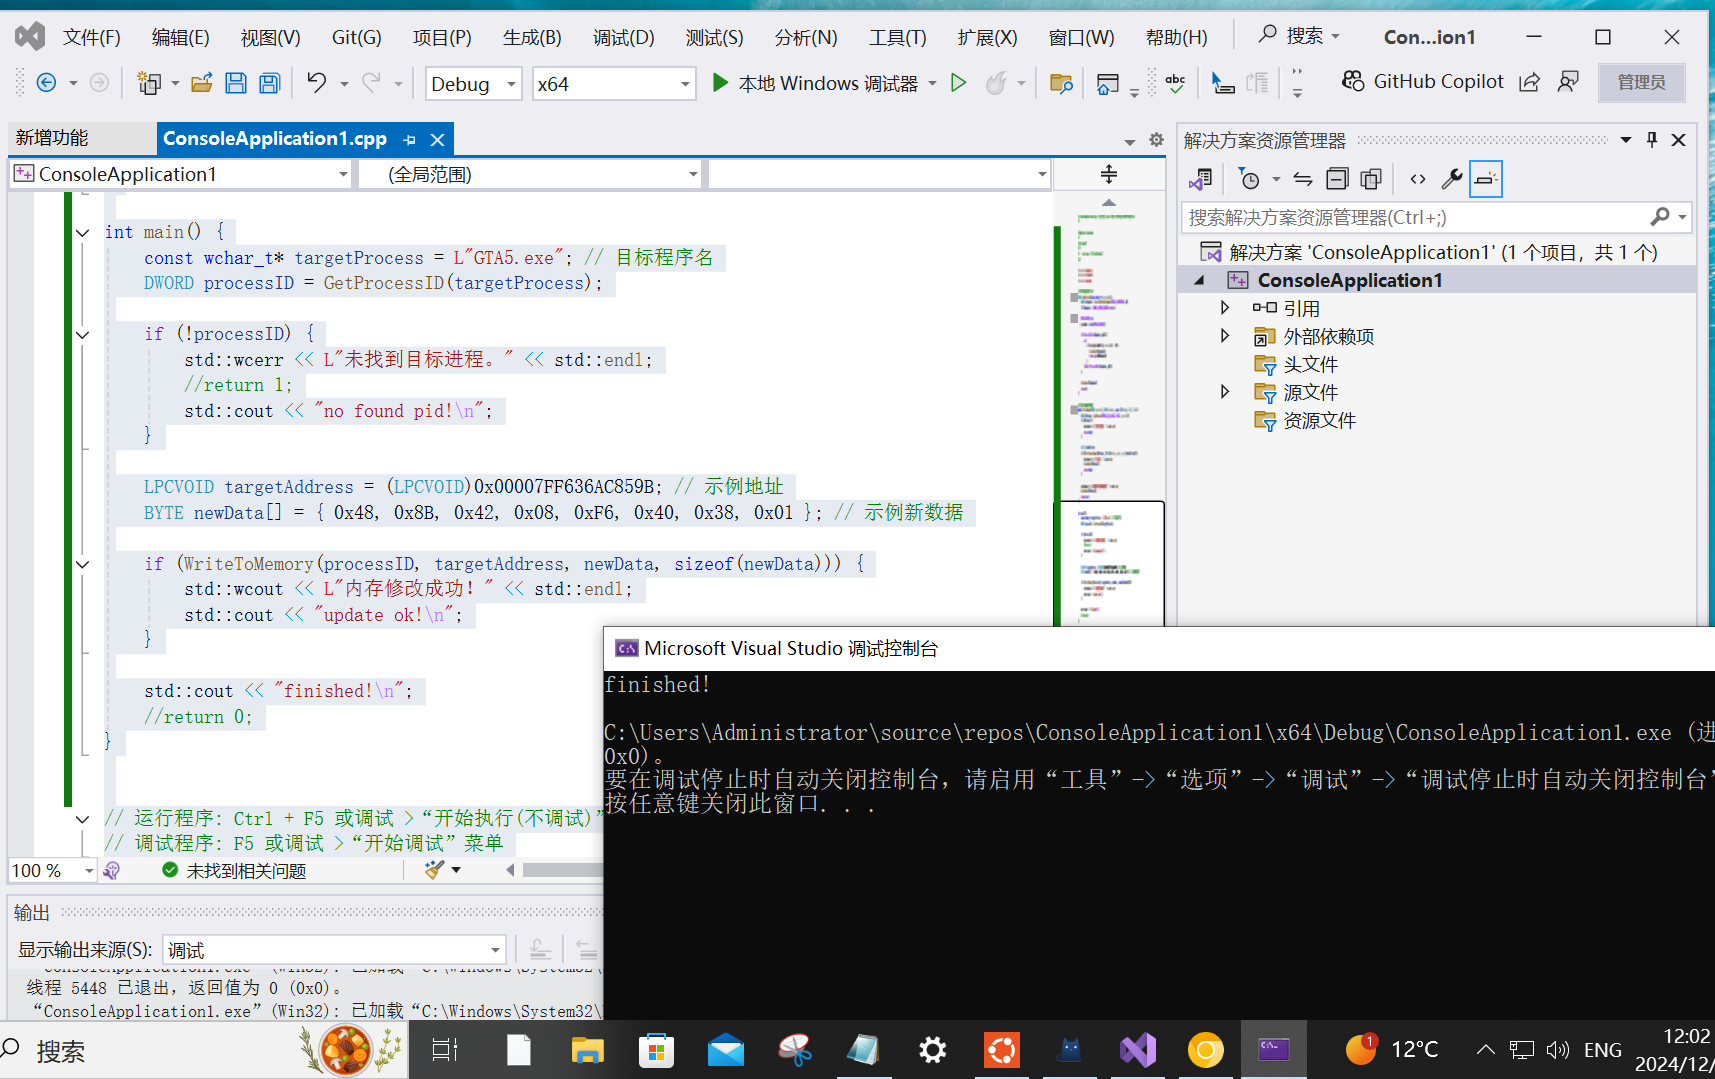 文件(F) 编辑(E) 视图(V) Git(G) 项目(P) 生成(B) 调试(D) 测试(S) 分析(N) 工具(T) 扩展(X) 窗口(W) 帮助(H) 搜索 Con...ion1
Debug x64 本地 Windows 调试器 abc GitHub Copilot 管理员
新增功能 ConsoleApplication1.cpp
ConsoleApplication1 (全局范围)
int main() {
const wchar_t* targetProcess = L"GTA5.exe"; // 目标程序名
DWORD processID = GetProcessID(targetProcess);
if (!processID) {
std::wcerr << L"未找到目标进程。" << std::endl;
//return 1;
std::cout << "no found pid!\n";
}
LPCVOID targetAddress = (LPCVOID)0x00007FF636AC859B; // 示例地址
BYTE newData[] = { 0x48, 0x8B, 0x42, 0x08, 0xF6, 0x40, 0x38, 0x01 }; // 示例新数据
if (WriteToMemory(processID, targetAddress, newData, sizeof(newData))) {
std::wcout << L"内存修改成功！" << std::endl;
std::cout << "update ok!\n";
}
std::cout << "finished!\n";
//return 0;
}
// 运行程序: Ctrl + F5 或调试 >“开始执行(不调试)”
// 调试程序: F5 或调试 >“开始调试”菜单
100 % 未找到相关问题
解决方案资源管理器
搜索解决方案资源管理器(Ctrl+;)
解决方案 'ConsoleApplication1' (1 个项目，共 1 个)
ConsoleApplication1
引用
外部依赖项
头文件
源文件
资源文件
Microsoft Visual Studio 调试控制台
finished!
C:\Users\Administrator\source\repos\ConsoleApplication1\x64\Debug\ConsoleApplication1.exe (进
0x0)。
要在调试停止时自动关闭控制台，请启用“工具”->“选项”->“调试”->“调试停止时自动关闭控制台”
按任意键关闭此窗口. . .
输出
显示输出来源(S): 调试
“ConsoleApplication1.exe” (Win32): 已加载 “C:\Windows\System32\
线程 5448 已退出，返回值为 0 (0x0)。
“ConsoleApplication1.exe”(Win32): 已加载“C:\Windows\System32\
搜索 1 12°C ENG 12:02
2024/12/